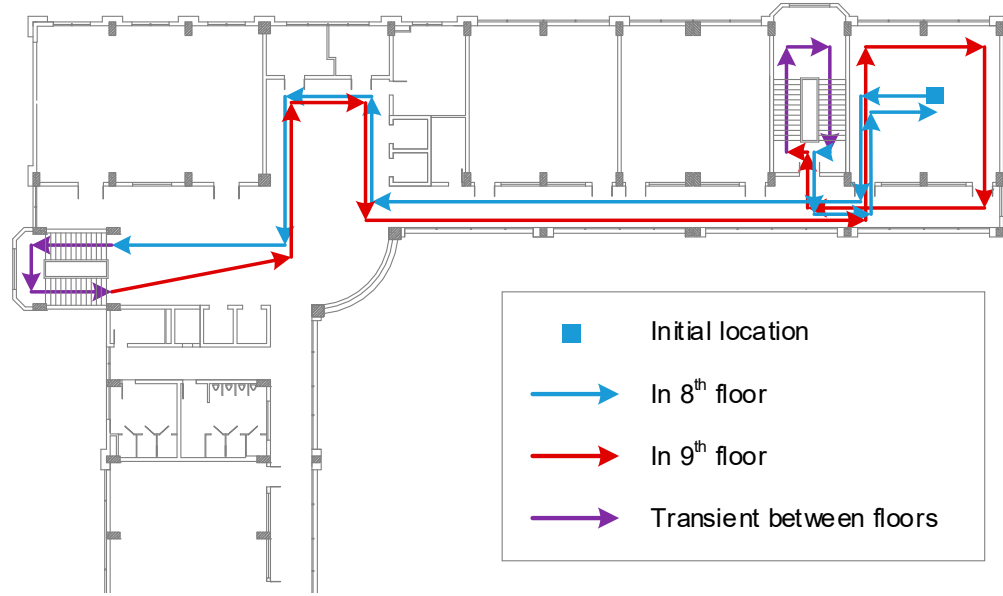 Initial location
In 8th floor
In 9th floor
Transient between floors